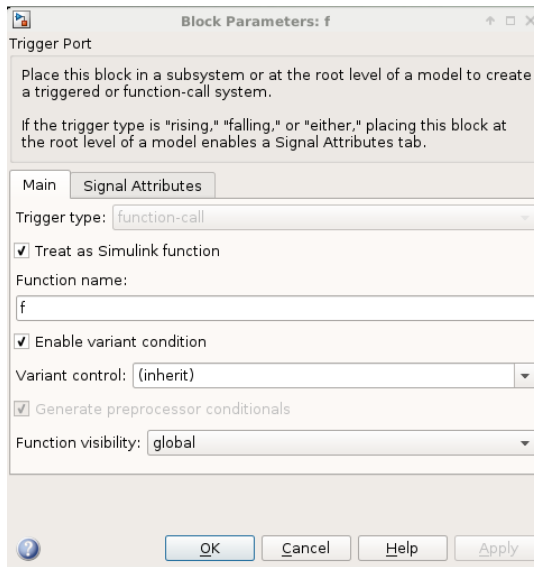 Block Parameters: f
Trigger Port
Place this block in a subsystem or at the root level of a model to create
a triggered or function-call system.
If the trigger type is "rising," "falling," or "either," placing this block at
the root level of a model enables a Signal Attributes tab.
Main Signal Attributes
Trigger type: function-call
Treat as Simulink function
Function name:
f
Enable variant condition
Variant control: (inherit)
Generate preprocessor conditionals
Function visibility: global
OK Cancel Help Apply